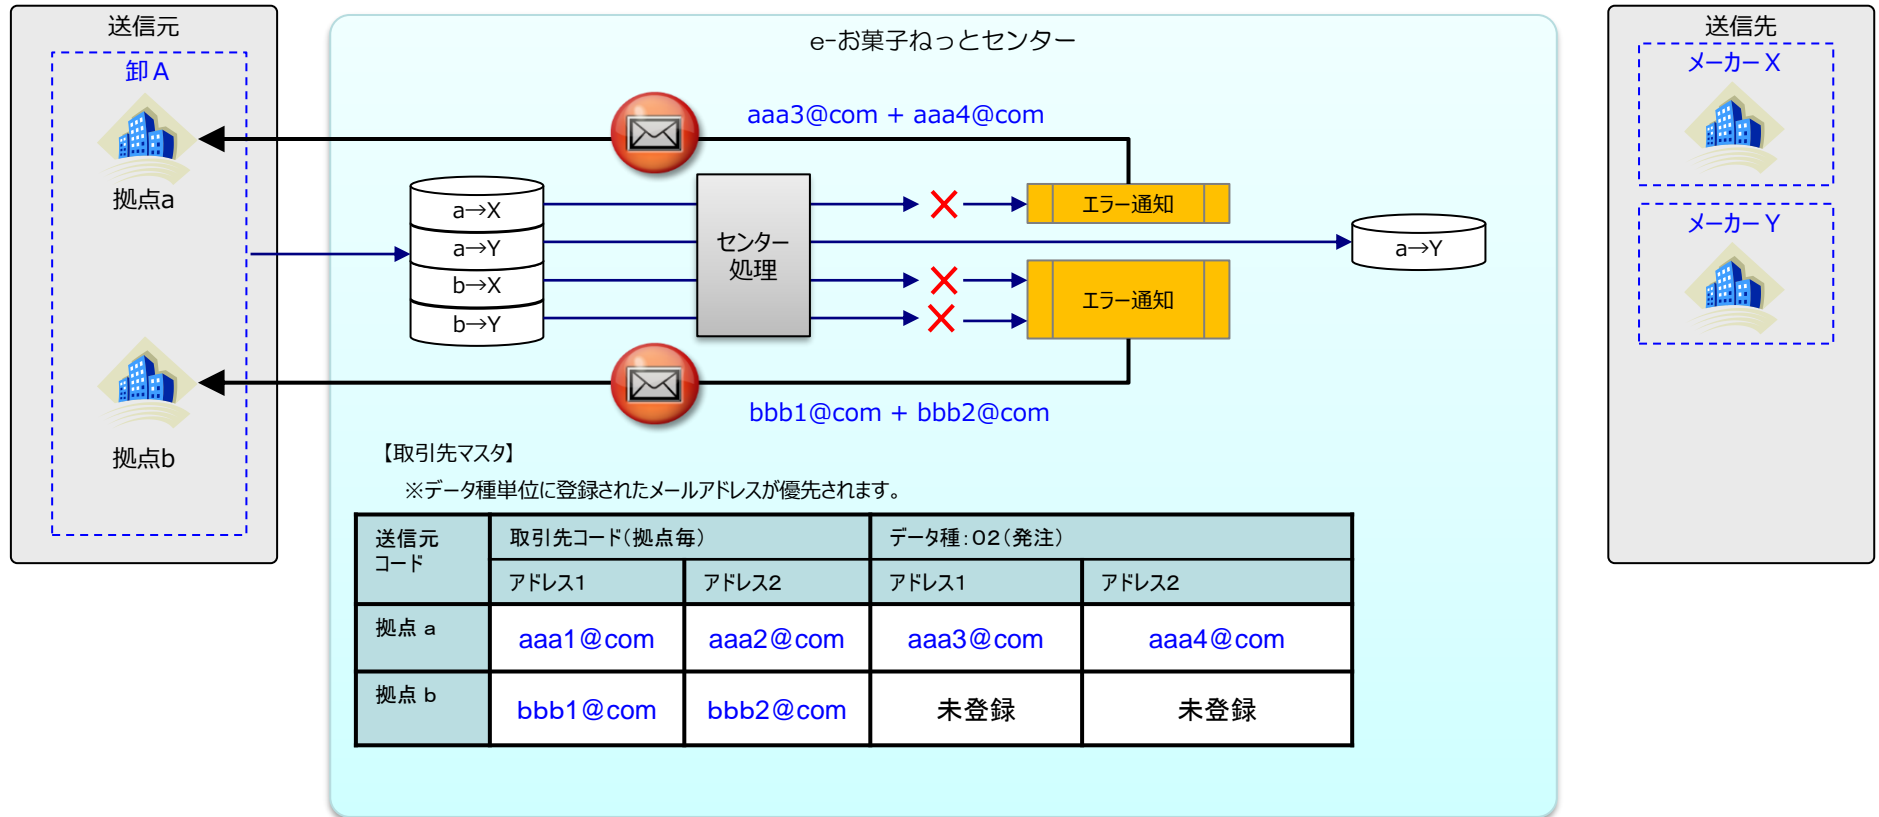 送信元
卸A
拠点a
拠点b
e-お菓子ねっとセンター
aaa3@com + aaa4@com
a→X
a→Y
b→X
b→Y
センター
処理
エラー通知
エラー通知
a→Y
bbb1@com + bbb2@com
【取引先マスタ】
※データ種単位に登録されたメールアドレスが優先されます。
送信元
コード
取引先コード(拠点毎)
データ種:02(発注)
アドレス1
アドレス2
アドレス1
アドレス2
拠点 a
aaa1@com
aaa2@com
aaa3@com
aaa4@com
拠点 b
bbb1@com
bbb2@com
未登録
未登録
送信先
メーカーX
メーカーY